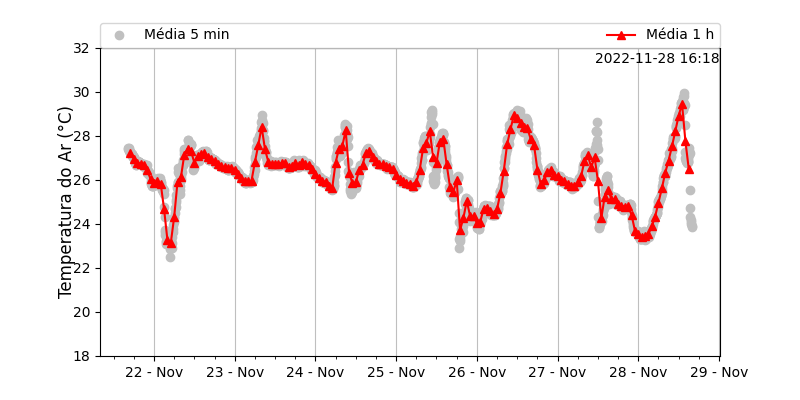 Média 5 min
Média 1 h
2022-11-28 16:18
Temperatura do Ar (°C)
32
30
28
26
24
22
20
18
22 - Nov
23 - Nov
24 - Nov
25 - Nov
26 - Nov
27 - Nov
28 - Nov
29 - Nov